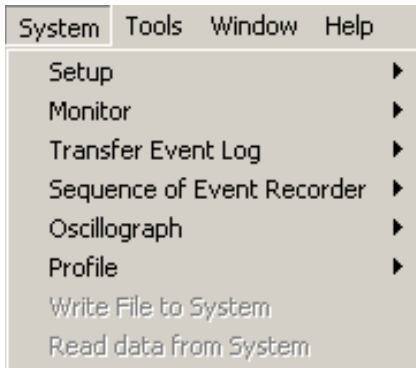 System Tools Window Help
Setup
Monitor
Transfer Event Log
Sequence of Event Recorder
Oscillograph
Profile
Write File to System
Read data from System